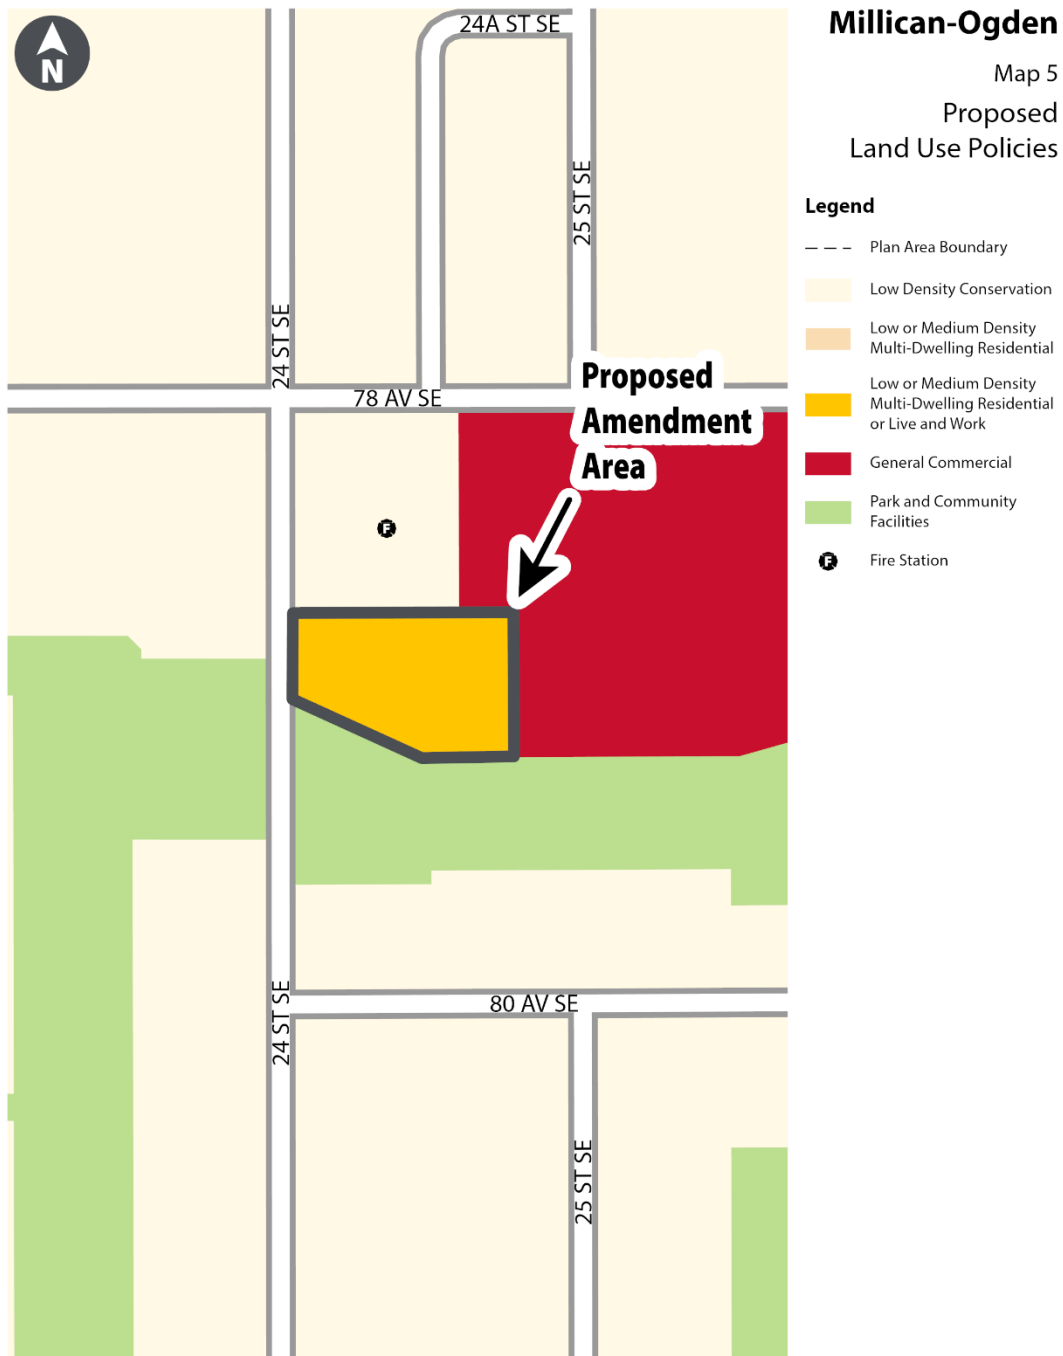 N
24A ST SE
25 ST SE
24 ST SE
78 AV SE
Proposed
Amendment
Area
F
24 ST SE
80 AV SE
25 ST SE
Millican-Ogden
Map 5
Proposed
Land Use Policies
Legend
Plan Area Boundary
Low Density Conservation
Low or Medium Density
Multi-Dwelling Residential
Low or Medium Density
Multi-Dwelling Residential
or Live and Work
General Commercial
Park and Community
Facilities
F
Fire Station